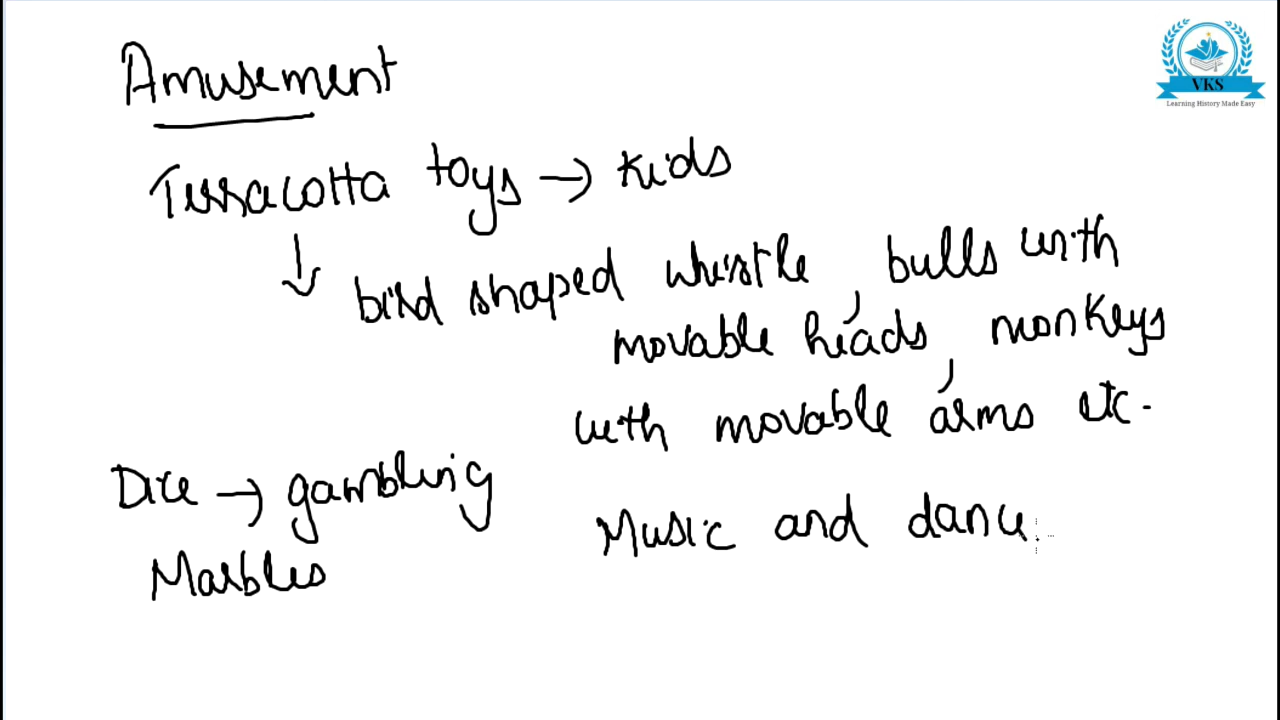 Amusement
Terracotta toys → kids
↓ bird shaped whistle, bulls with
movable heads, monkeys
with movable arms etc.
Dice → gambling
Marbles
Music and dance
VKS
Learning History Made Easy